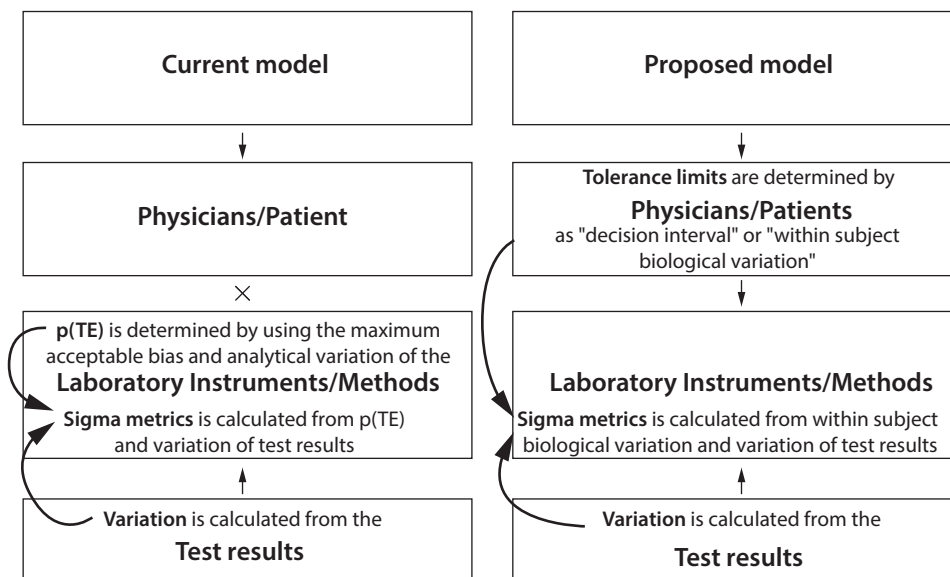 Current model
Physicians/Patient
×
p(TE) is determined by using the maximum
acceptable bias and analytical variation of the
Laboratory Instruments/Methods
Sigma metrics is calculated from p(TE)
and variation of test results
Variation is calculated from the
Test results
Proposed model
Tolerance limits are determined by
Physicians/Patients
as "decision interval" or "within subject
biological variation"
Laboratory Instruments/Methods
Sigma metrics is calculated from within subject
biological variation and variation of test results
Variation is calculated from the
Test results